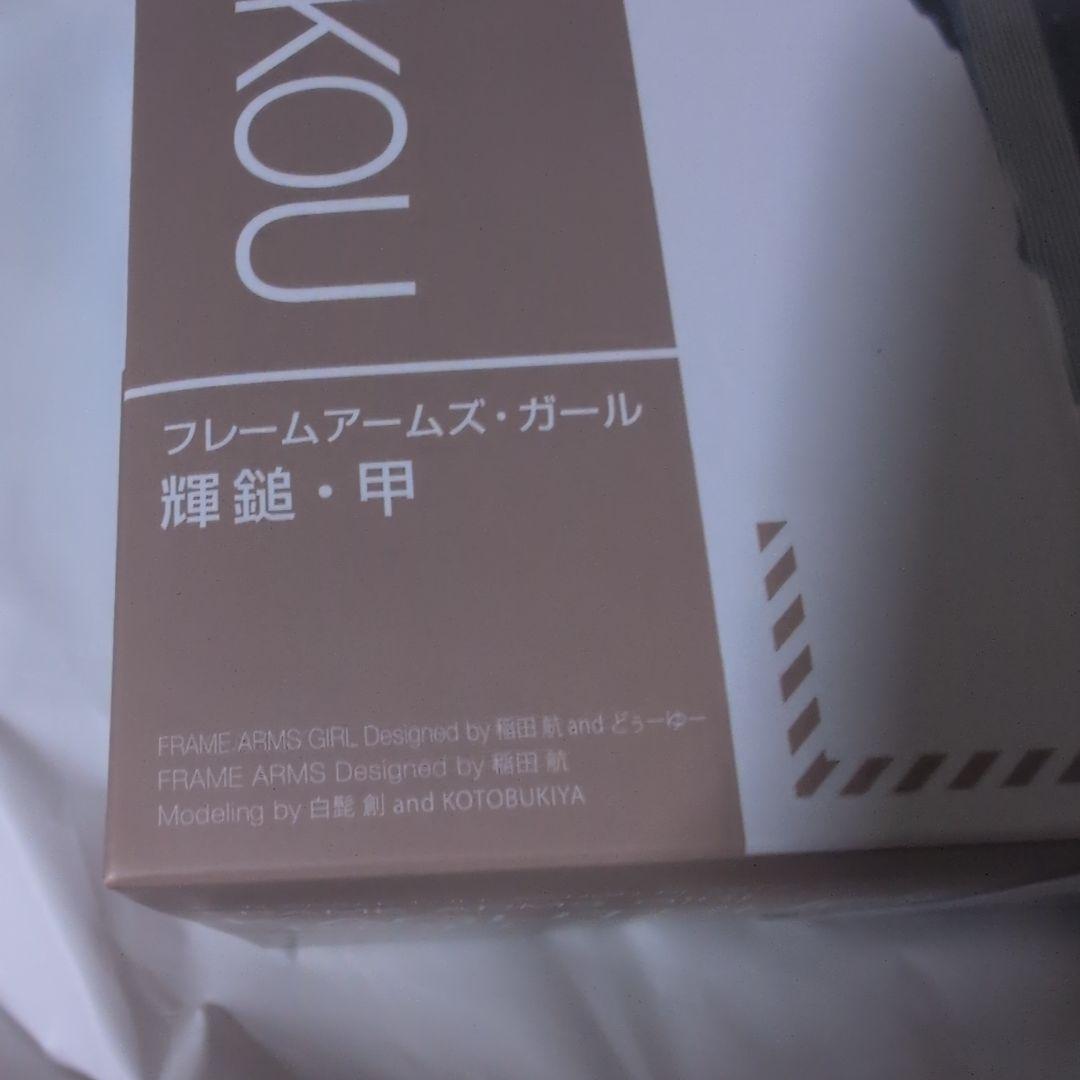 KOU
フレームアームズ・ガール
輝鎚・甲
FRAME ARMS GIRL Designed by 稲田 航 and どぅーゆー
FRAME ARMS Designed by 稲田 航
Modeling by 白髭 創 and KOTOBUKIYA